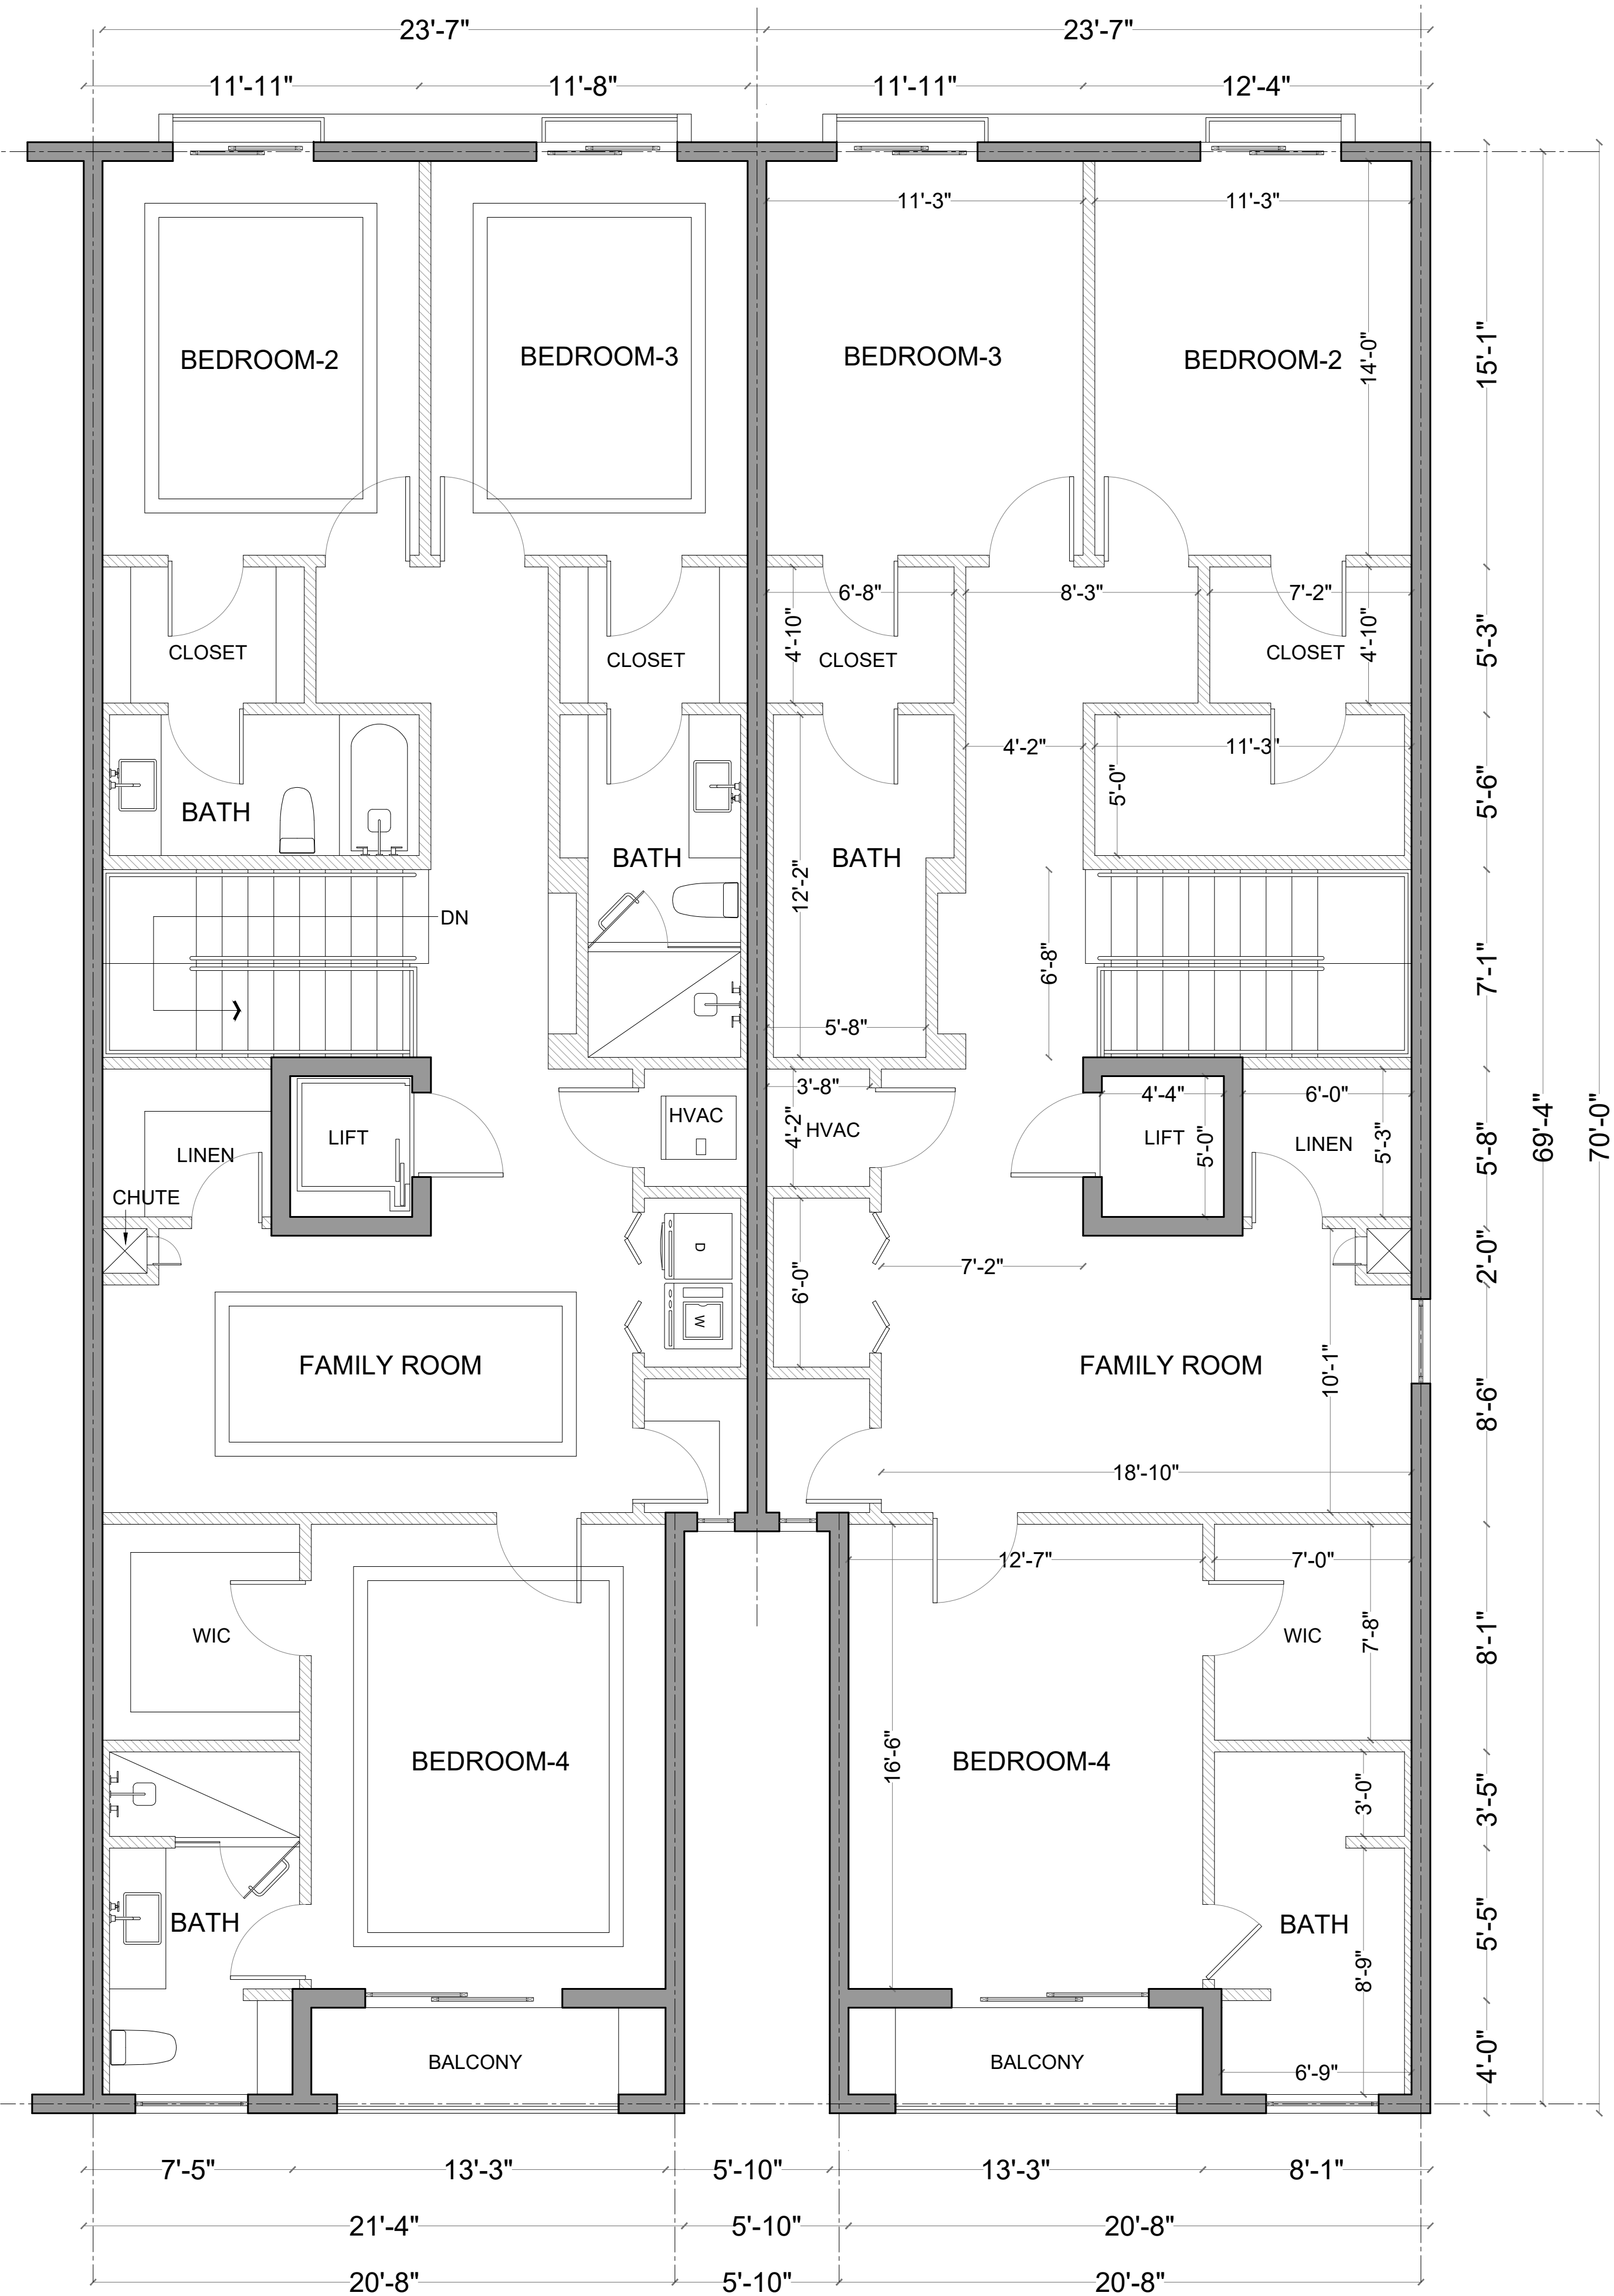 23'-7" 23'-7"
11'-11" 11'-8" 11'-11" 12'-4"
11'-3" 11'-3"
BEDROOM-2 BEDROOM-3 BEDROOM-3 BEDROOM-2 14'-0" 15'-1"
6'-8" 8'-3" 7'-2"
CLOSET CLOSET 4'-10" CLOSET CLOSET 4'-10" 5'-3"
4'-2" 11'-3"
BATH 5'-0" 5'-6"
BATH BATH 12'-2"
DN
6'-8" 7'-1"
5'-8"
3'-8" 4'-4" 6'-0"
HVAC 4'-2" HVAC
LIFT LIFT 5'-0" LINEN 5'-3" 5'-8" 69'-4" 70'-0"
LINEN
CHUTE
D 6'-0" 7'-2" 2'-0"
W
FAMILY ROOM FAMILY ROOM 10'-1" 8'-6"
18'-10"
12'-7" 7'-0"
WIC WIC 7'-8" 8'-1"
BEDROOM-4 16'-6" BEDROOM-4 3'-0" 3'-5"
BATH BATH 8'-9" 5'-5"
BALCONY BALCONY 6'-9" 4'-0"
7'-5" 13'-3" 5'-10" 13'-3" 8'-1"
21'-4" 5'-10" 20'-8"
20'-8" 5'-10" 20'-8"